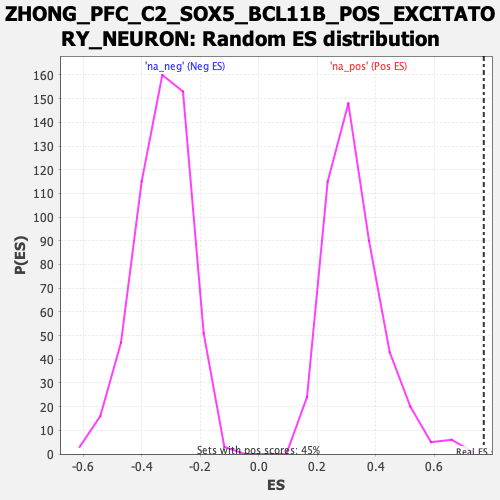 ZHONG_PFC_C2_SOX5_BCL11B_POS_EXCITATO
RY_NEURON: Random ES distribution
'na_neg' (Neg ES)
'na_pos' (Pos ES)
160
150
140
130
120
110
100
90
80
70
60
50
40
30
20
10
0
P(ES)
Sets with pos scores: 45%
Real ES
-0.6 -0.4 -0.2 0.0 0.2 0.4 0.6
ES